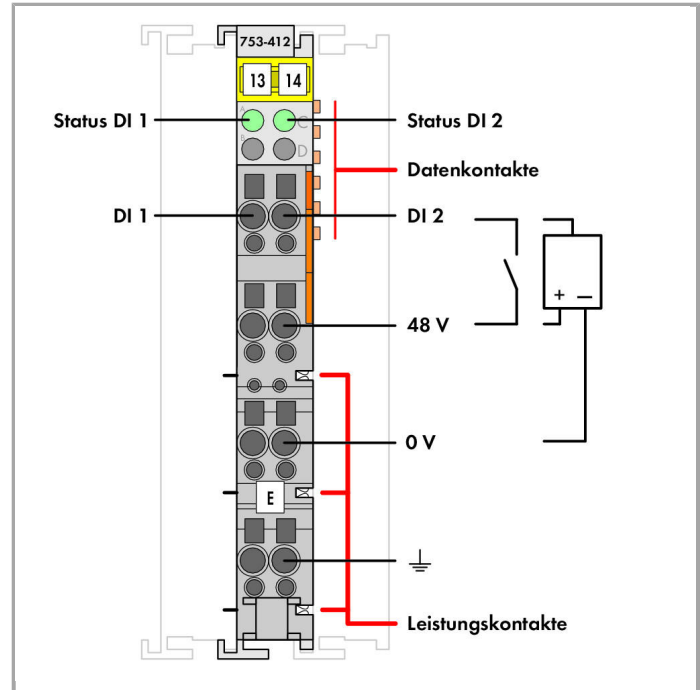 753-412
13 14
A
Status DI 1
C
Status DI 2
B
D
Datenkontakte
DI 1
DI 2
+ −
48 V
0 V
E
Leistungskontakte